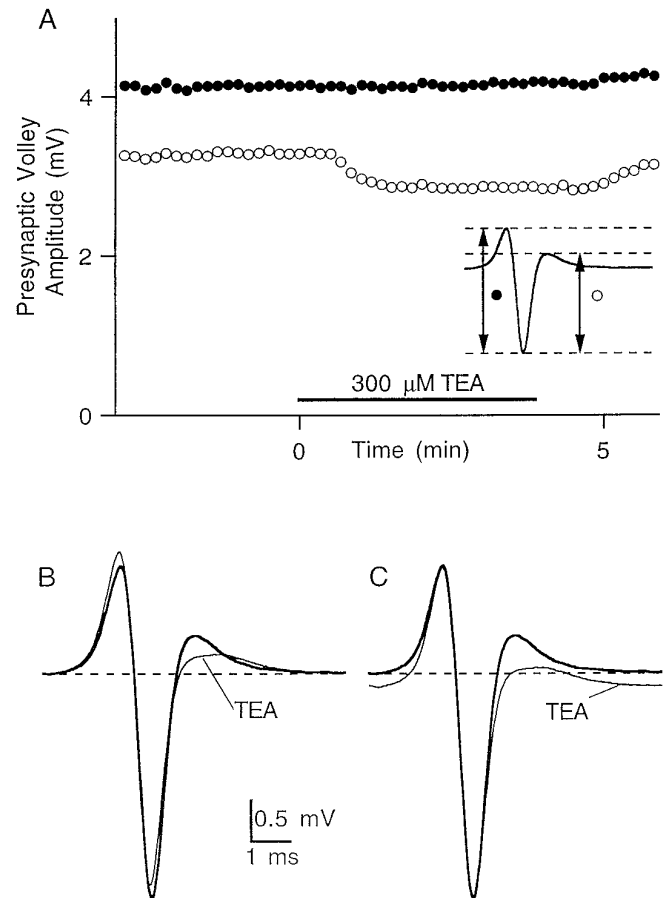 A
Presynaptic Volley
Amplitude (mV)
4
2
0
300 μM TEA
0
Time (min)
5
B
TEA
C
TEA
0.5 mV
1 ms